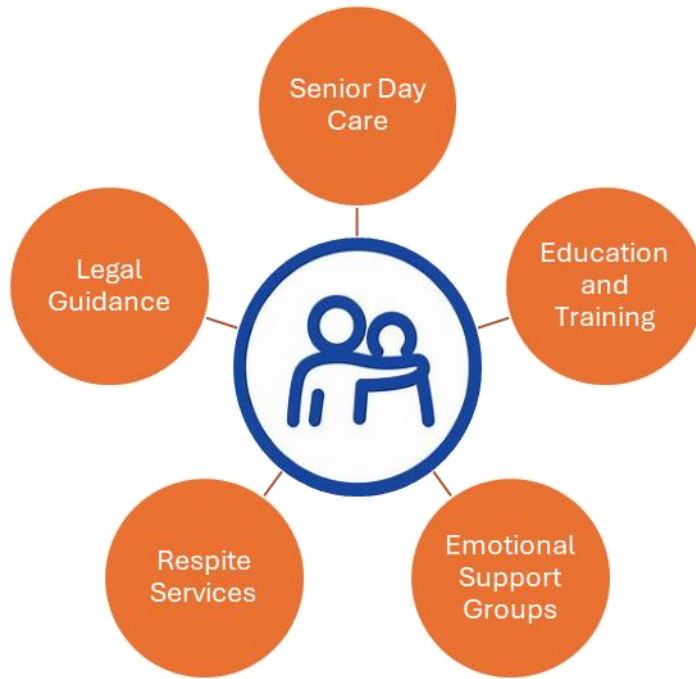 Senior Day
Care
Education
and
Training
Emotional
Support
Groups
Respite
Services
Legal
Guidance